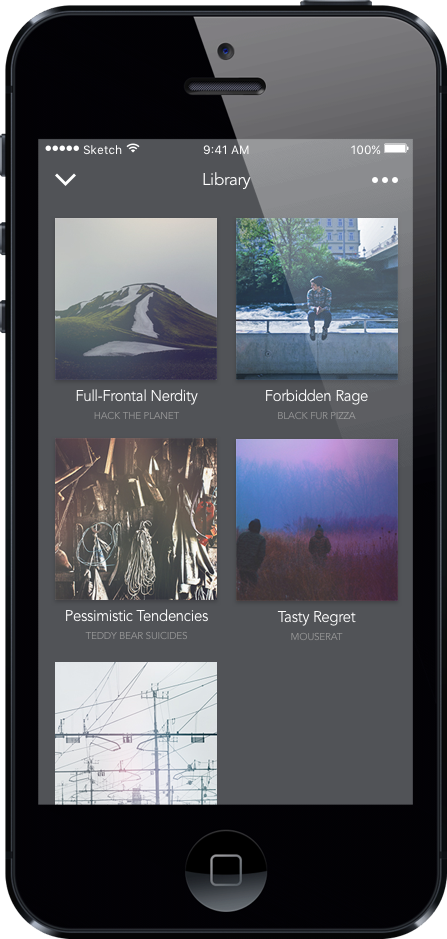 Sketch 9:41 AM 100%
Library
Full-Frontal Nerdity
HACK THE PLANET
Forbidden Rage
BLACK FUR PIZZA
Pessimistic Tendencies
TEDDY BEAR SUICIDES
Tasty Regret
MOUSERAT